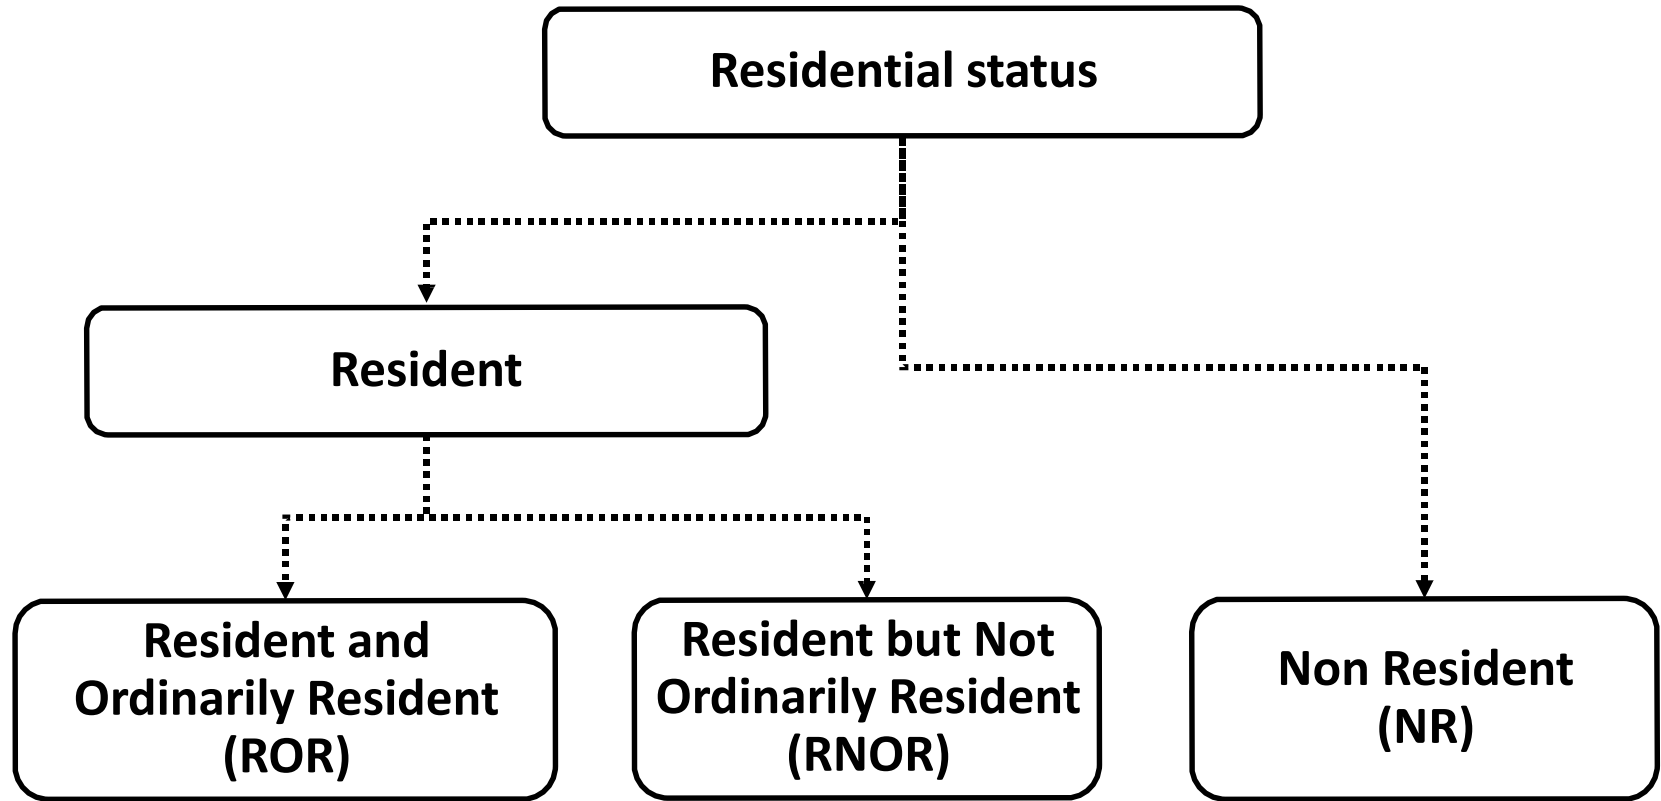 Residential status
Resident
Resident and
Ordinarily Resident
(ROR)
Resident but Not
Ordinarily Resident
(RNOR)
Non Resident
(NR)